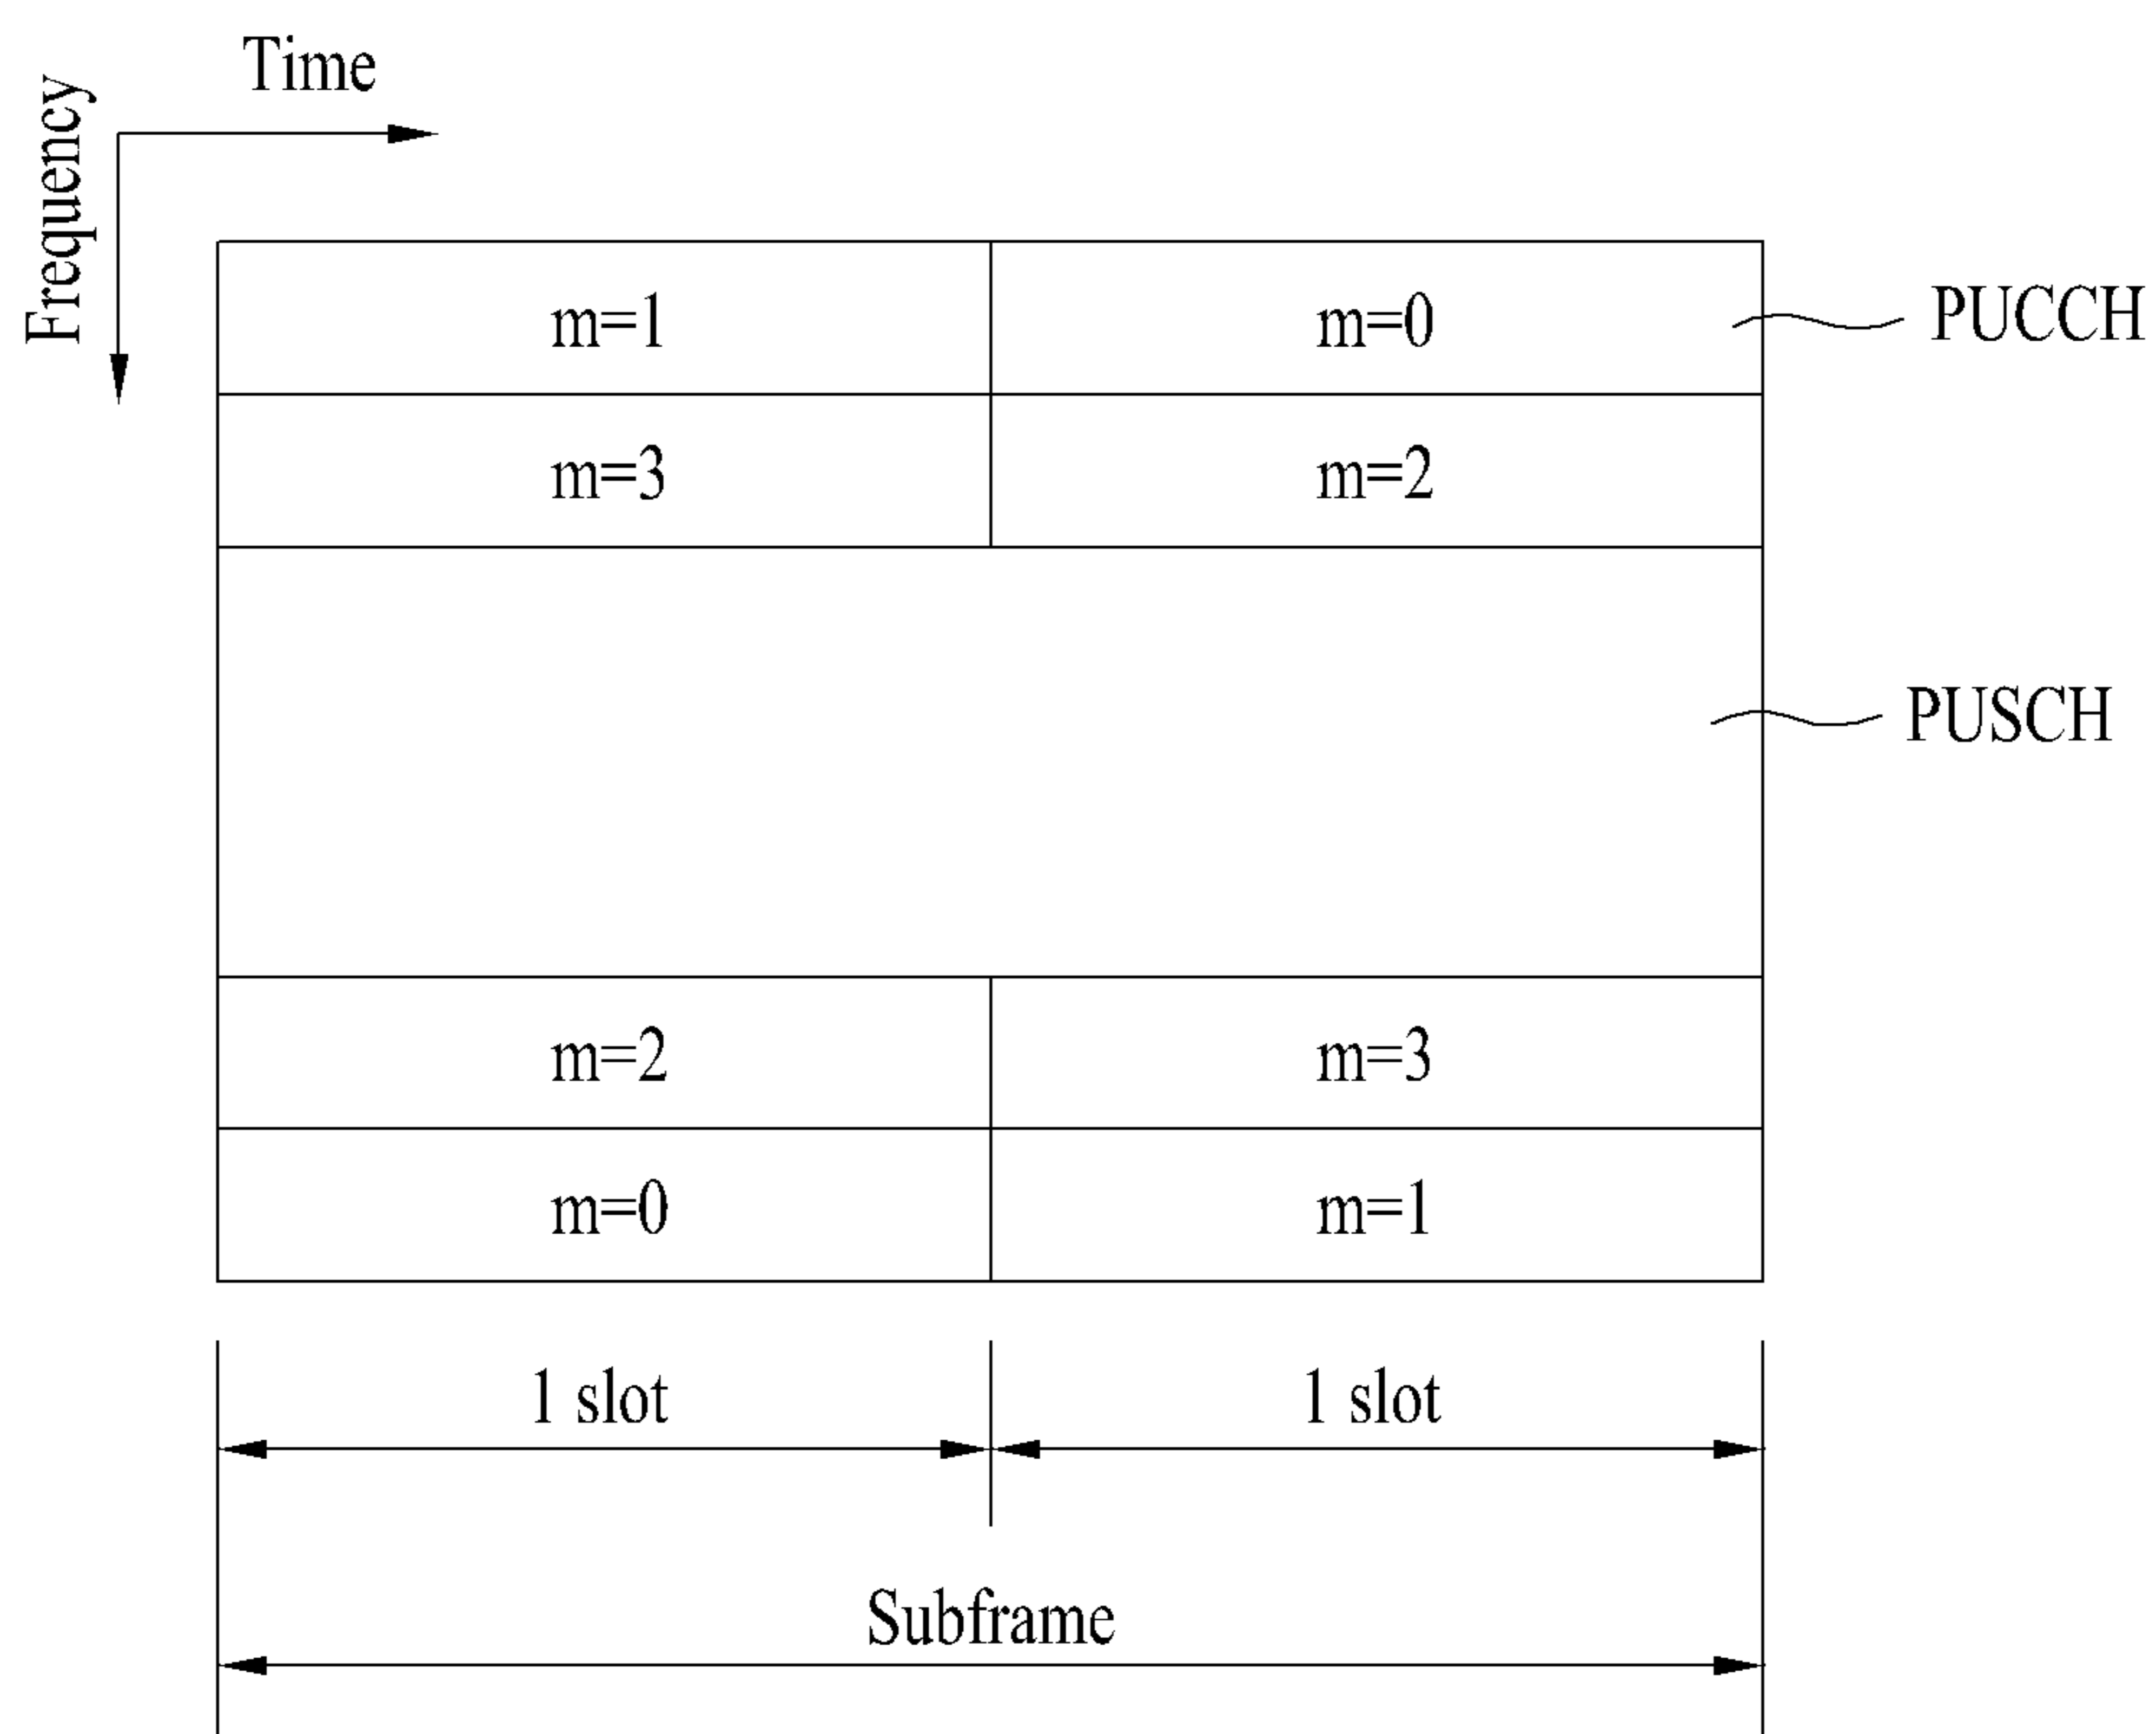 Time
Frequency
m=1 m=0 PUCCH
m=3 m=2
PUSCH
m=2 m=3
m=0 m=1
1 slot 1 slot
Subframe